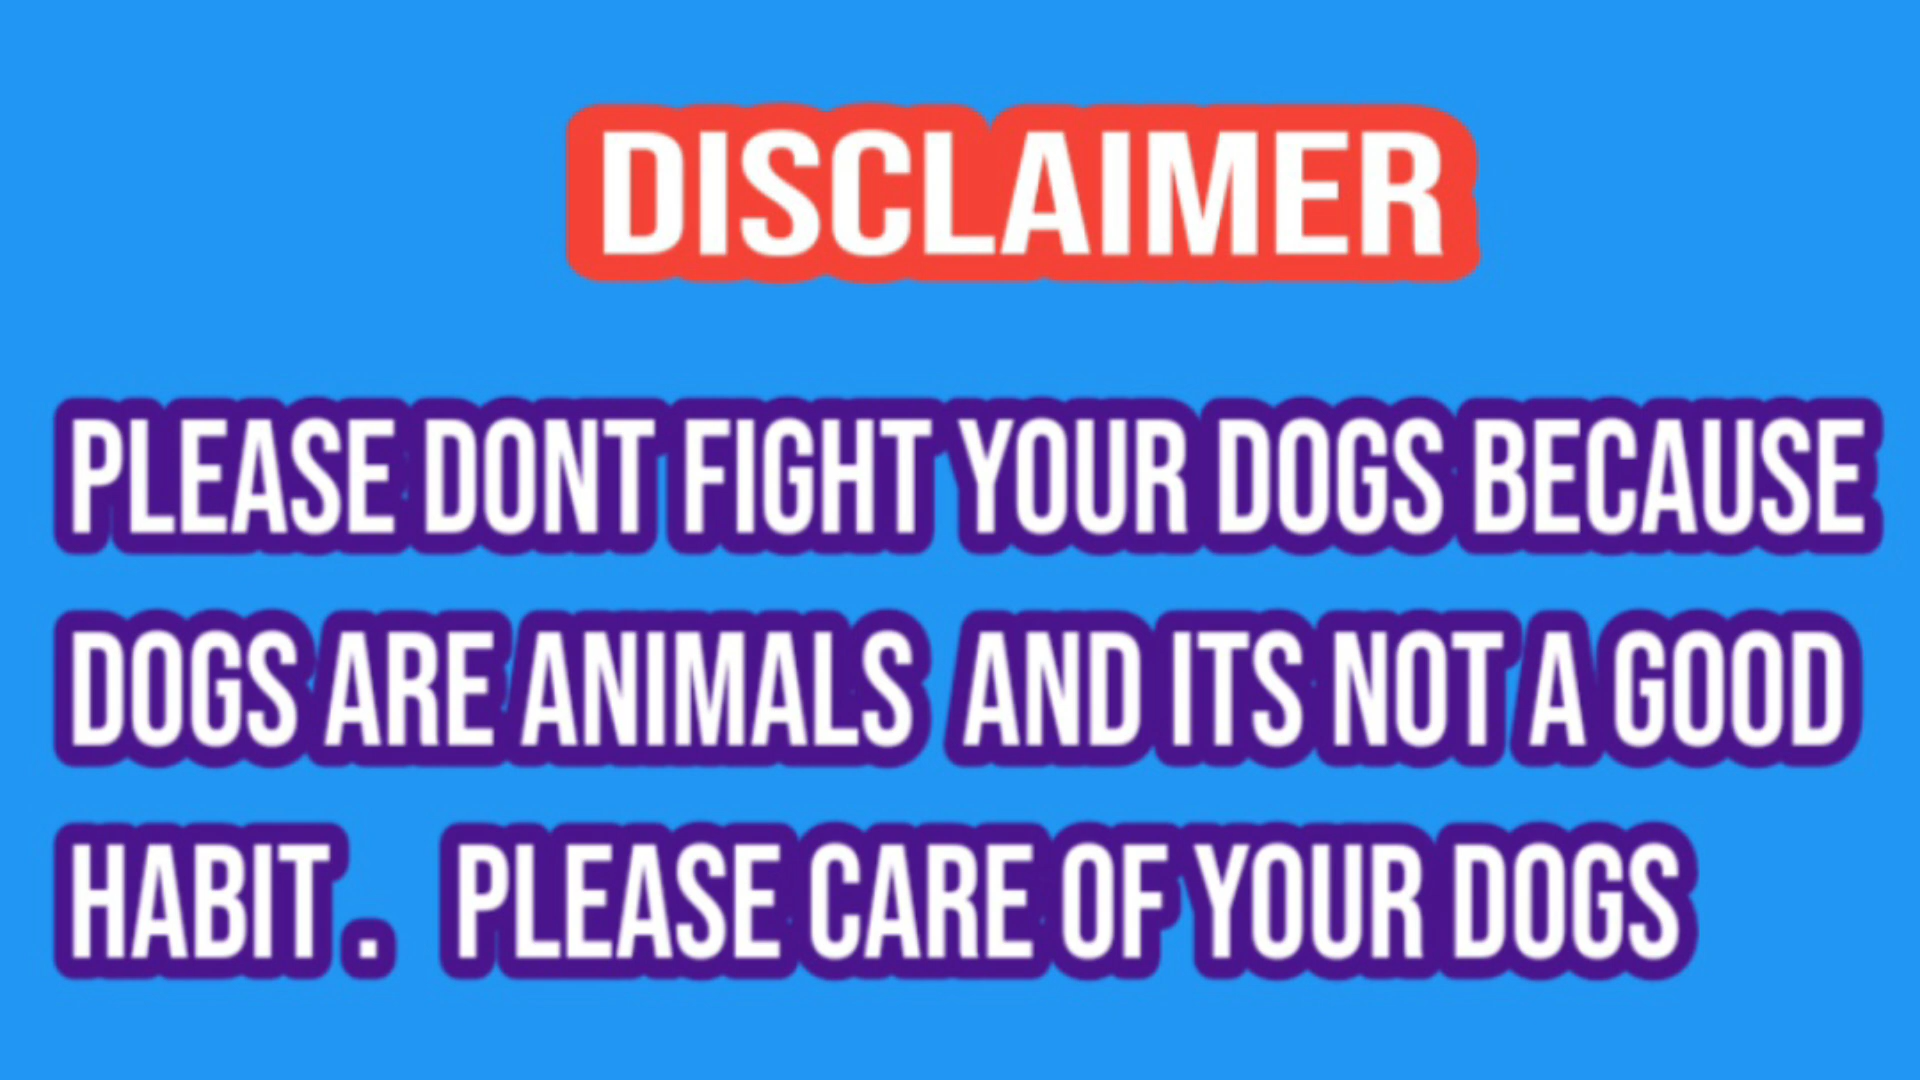 DISCLAIMER
PLEASE DONT FIGHT YOUR DOGS BECAUSE
DOGS ARE ANIMALS AND ITS NOT A GOOD
HABIT. PLEASE CARE OF YOUR DOGS